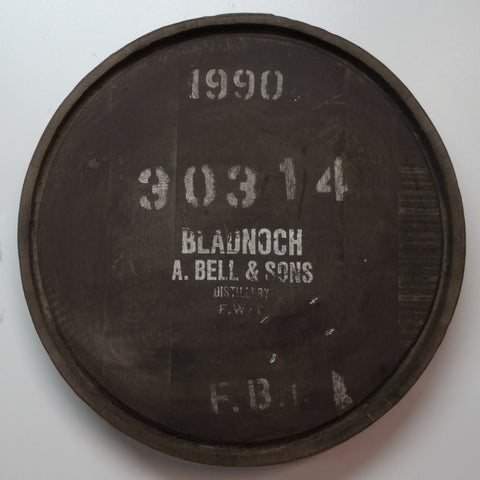 1990
30314
BLADNOCH
A. BELL & SONS
DISTILLERY
F.B.